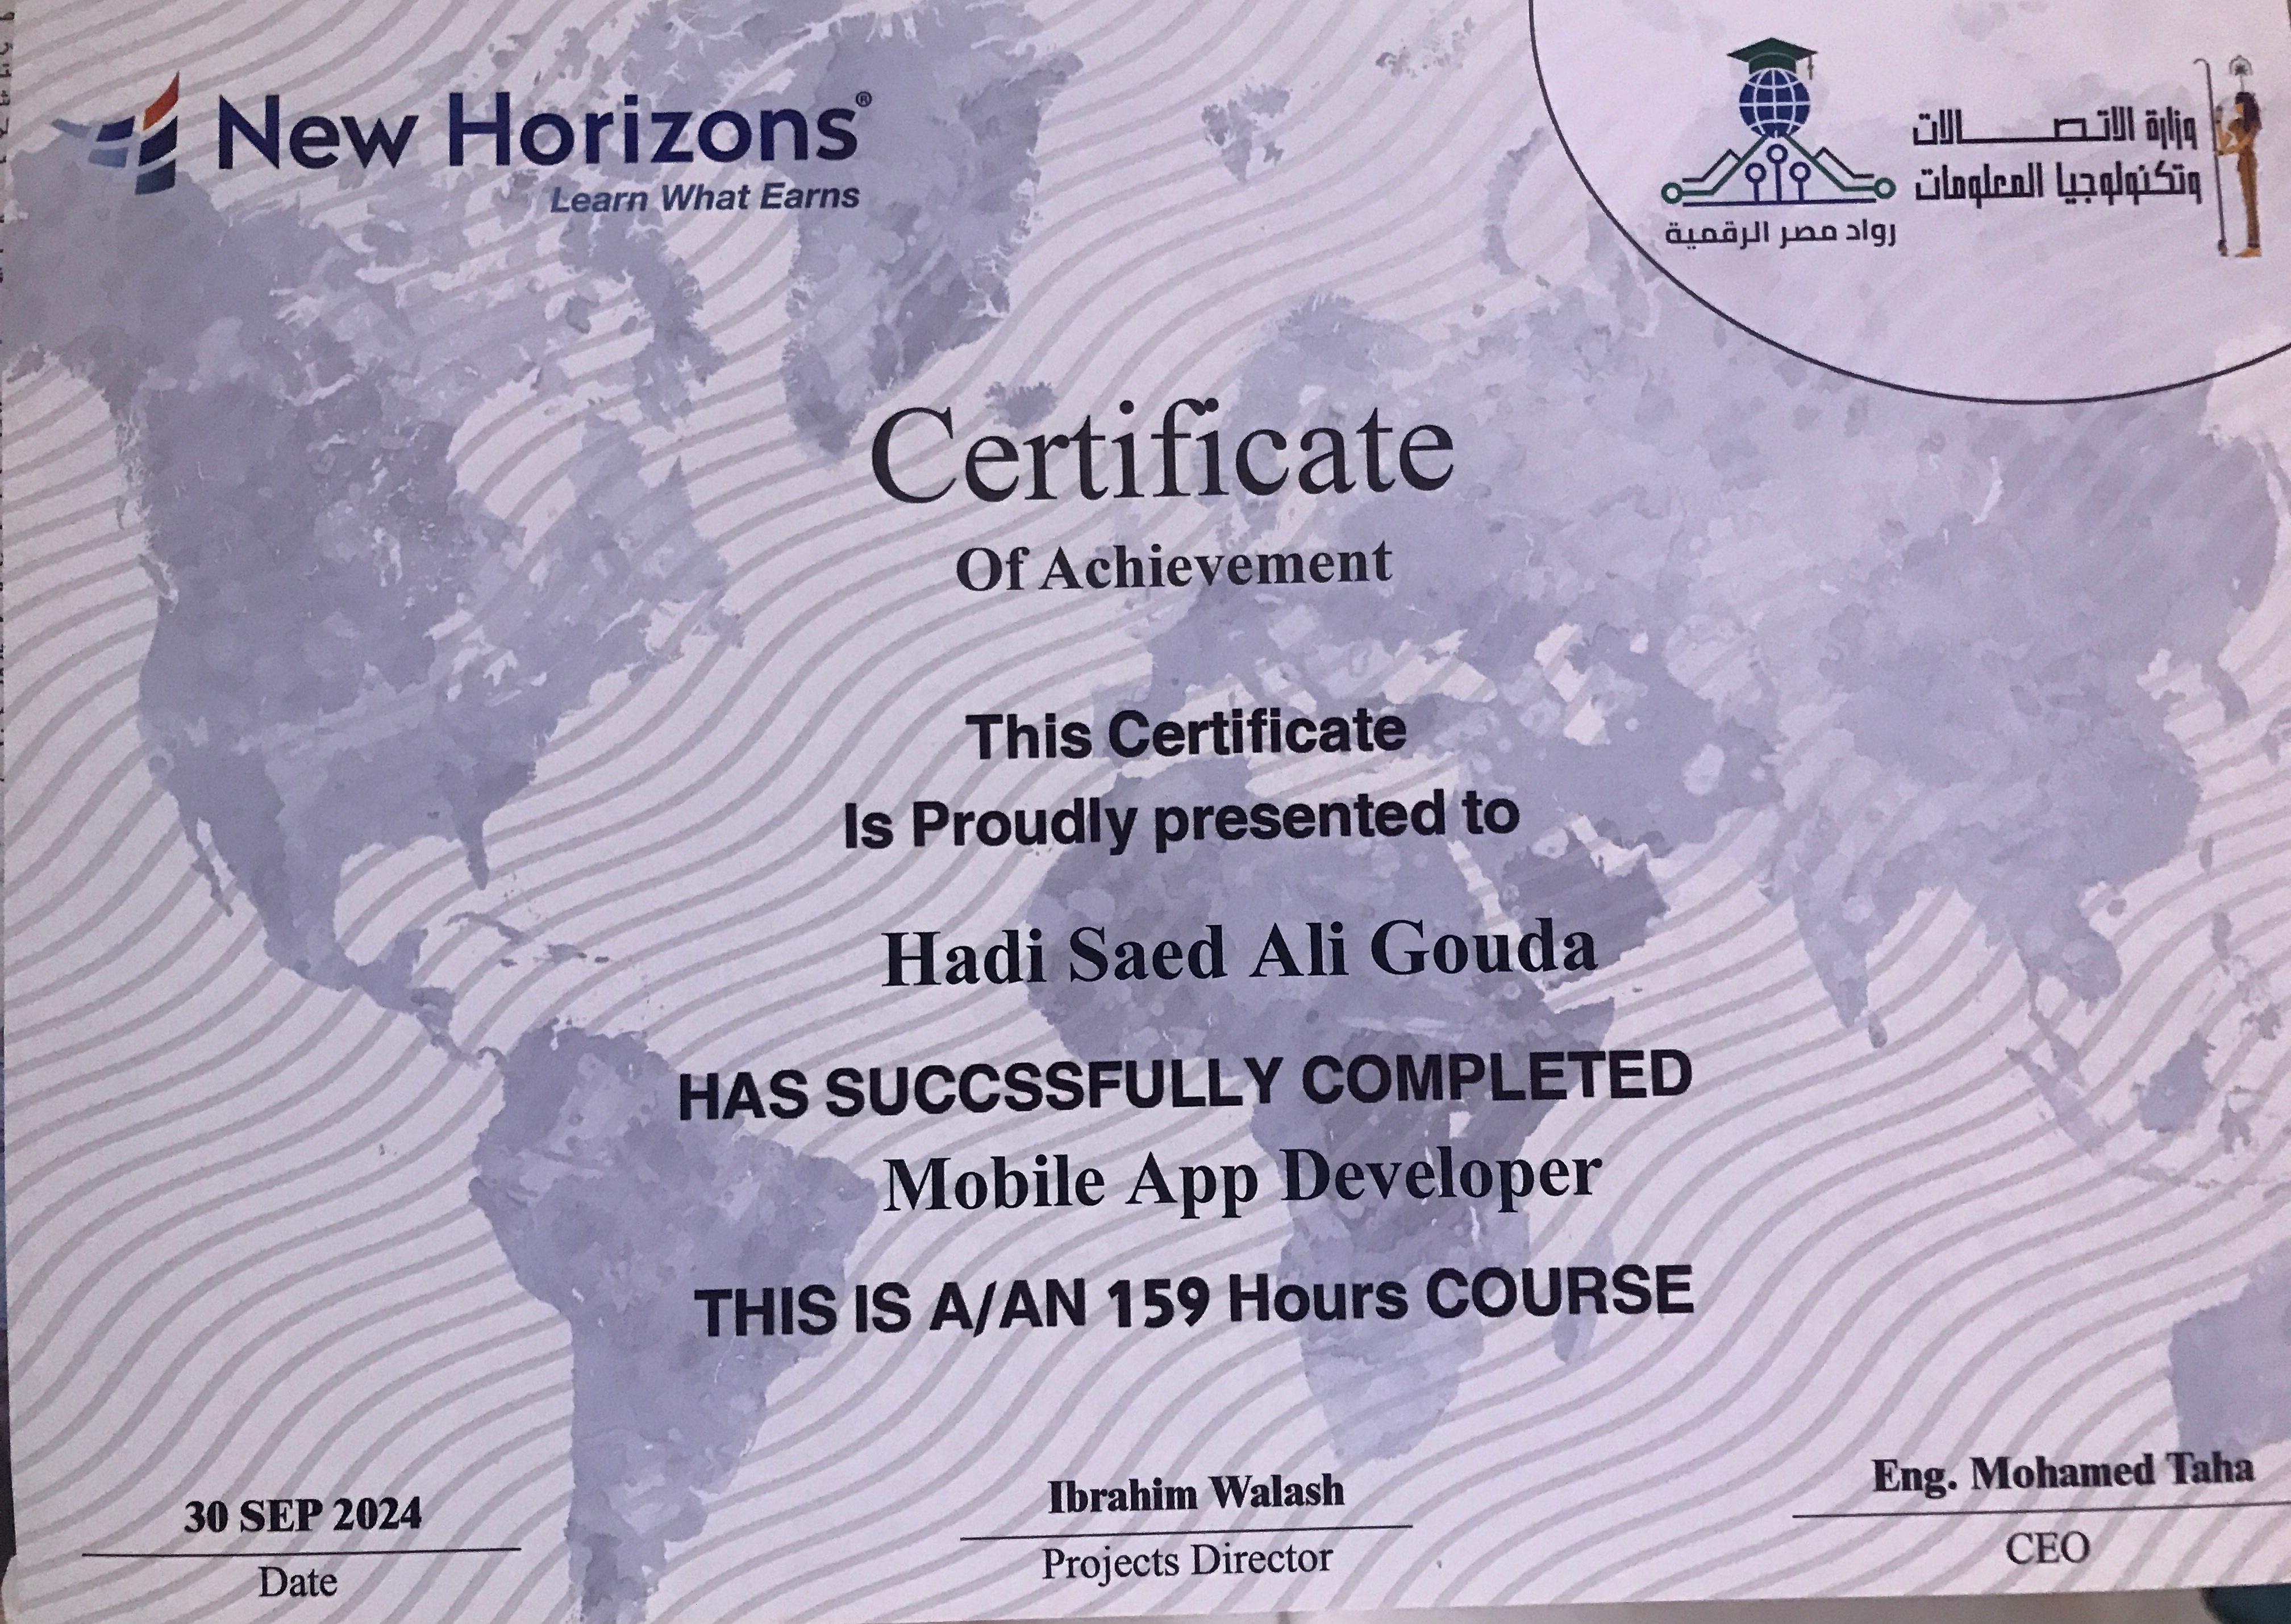 New Horizons®
Learn What Earns
وزارة الاتصالات
وتكنولوجيا المعلومات
رواد مصر الرقمية
Certificate
Of Achievement
This Certificate
Is Proudly presented to
Hadi Saed Ali Gouda
HAS SUCCSSFULLY COMPLETED
Mobile App Developer
THIS IS A/AN 159 Hours COURSE
30 SEP 2024
Date
Ibrahim Walash
Projects Director
Eng. Mohamed Taha
CEO